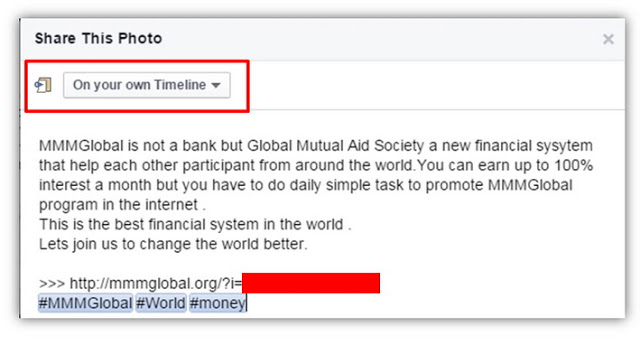 Share This Photo
On your own Timeline
MMMGlobal is not a bank but Global Mutual Aid Society a new financial sysytem
that help each other participant from around the world.You can earn up to 100%
interest a month but you have to do daily simple task to promote MMMGlobal
program in the internet .
This is the best financial system in the world .
Lets join us to change the world better.
>>> http://mmmglobal.org/?i=
#MMMGlobal #World #money